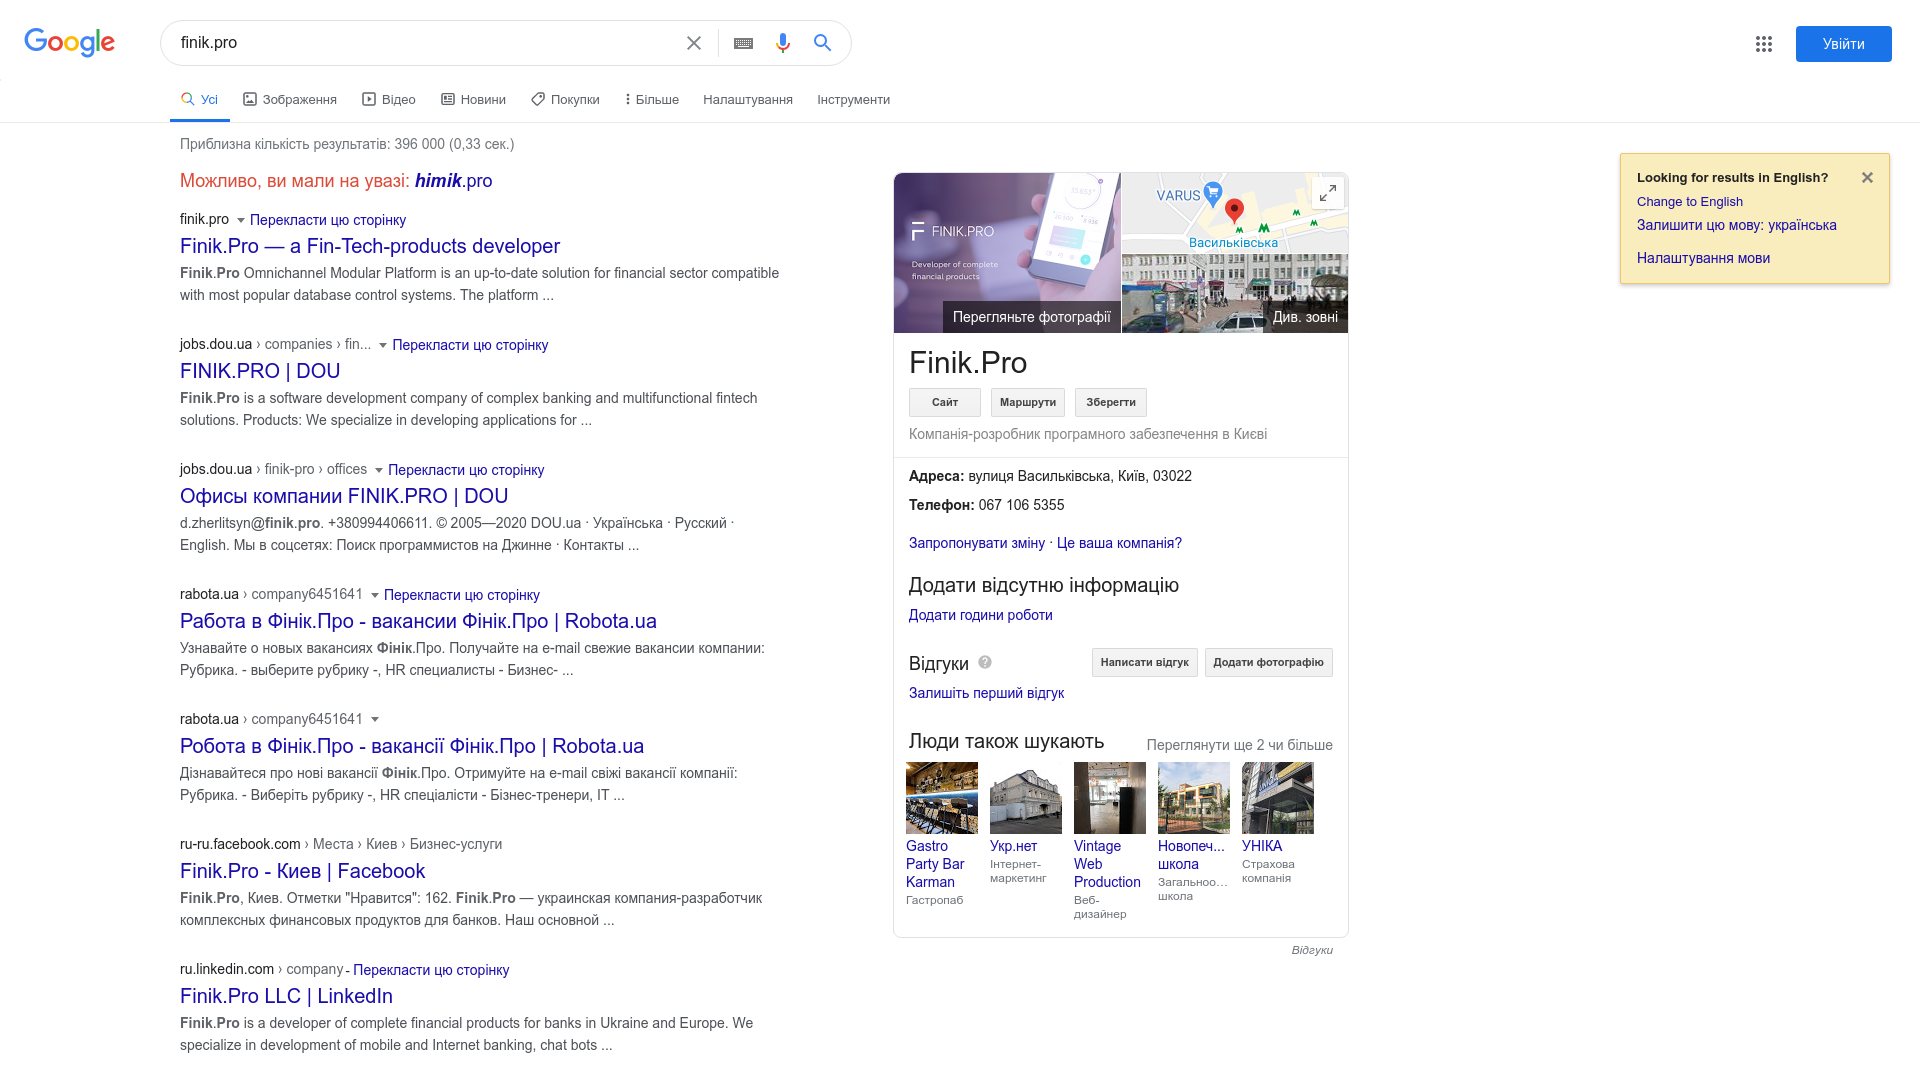 Google
finik.pro
Увійти
Усі
Зображення
Відео
Новини
Покупки
Більше
Налаштування
Інструменти
Приблизна кількість результатів: 396 000 (0,33 сек.)
Можливо, ви мали на увазі: himik.pro
finik.pro Перекласти цю сторінку
Finik.Pro — a Fin-Tech-products developer
Finik.Pro Omnichannel Modular Platform is an up-to-date solution for financial sector compatible
with most popular database control systems. The platform ...
jobs.dou.ua › companies › fin... Перекласти цю сторінку
FINIK.PRO | DOU
Finik.Pro is a software development company of complex banking and multifunctional fintech
solutions. Products: We specialize in developing applications for ...
jobs.dou.ua › finik-pro › offices Перекласти цю сторінку
Офисы компании FINIK.PRO | DOU
d.zherlitsyn@finik.pro. +380994406611. © 2005—2020 DOU.ua · Українська · Русский ·
English. Мы в соцсетях: Поиск программистов на Джинне · Контакты ...
rabota.ua › company6451641 Перекласти цю сторінку
Работа в Фінік.Про - вакансии Фінік.Про | Robota.ua
Узнавайте о новых вакансиях Фінік.Про. Получайте на e-mail свежие вакансии компании:
Рубрика. - выберите рубрику -, HR специалисты - Бизнес- ...
rabota.ua › company6451641
Робота в Фінік.Про - вакансії Фінік.Про | Robota.ua
Дізнавайтеся про нові вакансії Фінік.Про. Отримуйте на e-mail свіжі вакансії компанії:
Рубрика. - Виберіть рубрику -, HR спеціалісти - Бізнес-тренери, IT ...
ru-ru.facebook.com › Места › Киев › Бизнес-услуги
Finik.Pro - Киев | Facebook
Finik.Pro, Киев. Отметки "Нравится": 162. Finik.Pro — украинская компания-разработчик
комплексных финансовых продуктов для банков. Наш основной ...
ru.linkedin.com › company - Перекласти цю сторінку
Finik.Pro LLC | LinkedIn
Finik.Pro is a developer of complete financial products for banks in Ukraine and Europe. We
specialize in development of mobile and Internet banking, chat bots ...
FINIK.PRO
Developer of complete
financial products
Перегляньте фотографії
VARUS
Васильківська
Див. зовні
Finik.Pro
Сайт
Маршрути
Зберегти
Компанія-розробник програмного забезпечення в Києві
Адреса: вулиця Васильківська, Київ, 03022
Телефон: 067 106 5355
Запропонувати зміну · Це ваша компанія?
Додати відсутню інформацію
Додати години роботи
Відгуки
Написати відгук
Додати фотографію
Залишіть перший відгук
Люди також шукають
Переглянути ще 2 чи більше
Gastro
Party Bar
Karman
Гастропаб
Укр.нет
Інтернет-
маркетинг
Vintage
Web
Production
Веб-
дизайнер
Новопеч...
школа
Загальноо...
школа
УНІКА
Страхова
компанія
Відгуки
Looking for results in English?
Change to English
Залишити цю мову: українська
Налаштування мови